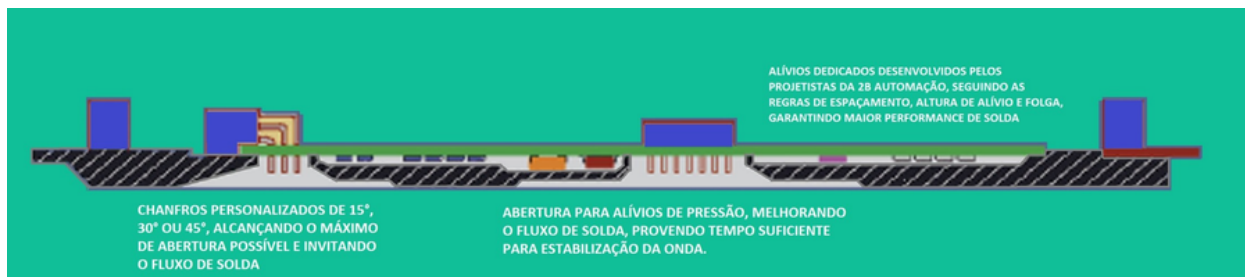 ALÍVIOS DEDICADOS DESENVOLVIDOS PELOS
PROJETISTAS DA 2B AUTOMAÇÃO, SEGUINDO AS
REGRAS DE ESPAÇAMENTO, ALTURA DE ALÍVIO E FOLGA,
GARANTINDO MAIOR PERFORMANCE DE SOLDA
CHANFROS PERSONALIZADOS DE 15°,
30° OU 45°, ALCANÇANDO O MÁXIMO
DE ABERTURA POSSÍVEL E INVITANDO
O FLUXO DE SOLDA
ABERTURA PARA ALÍVIOS DE PRESSÃO, MELHORANDO
O FLUXO DE SOLDA, PROVENDO TEMPO SUFICIENTE
PARA ESTABILIZAÇÃO DA ONDA.